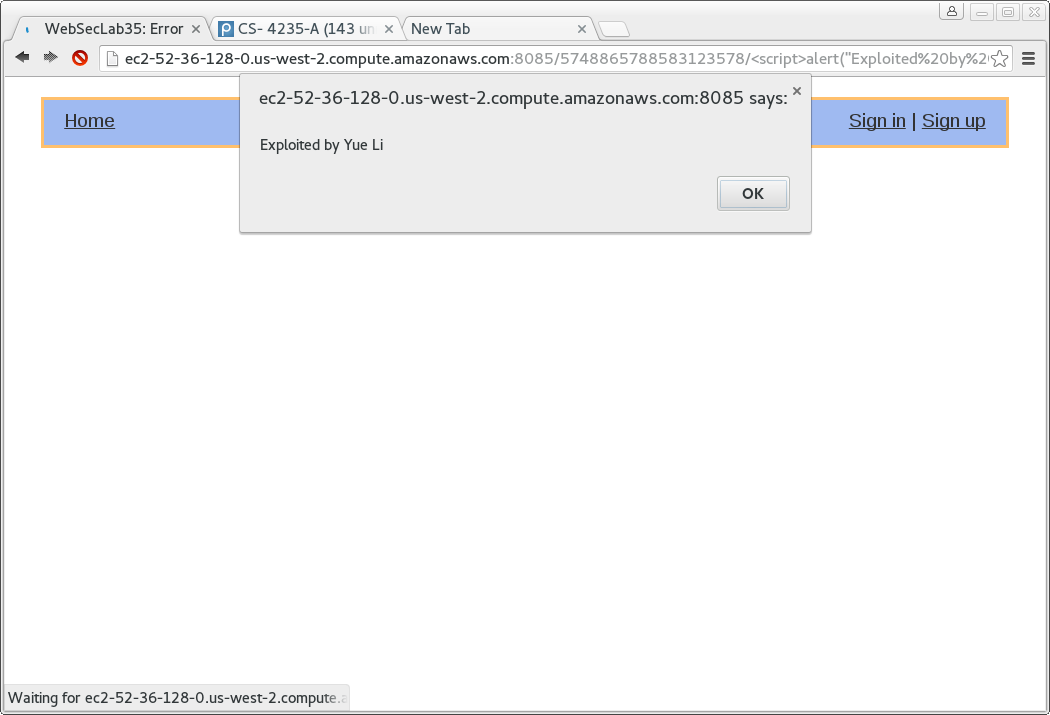 WebSecLab35: Error
CS- 4235-A (143 un
New Tab
ec2-52-36-128-0.us-west-2.compute.amazonaws.com:8085/5748865788583123578/<script>alert("Exploited%20by%20
ec2-52-36-128-0.us-west-2.compute.amazonaws.com:8085 says:
Exploited by Yue Li
OK
Home
Sign in | Sign up
Waiting for ec2-52-36-128-0.us-west-2.compute.a